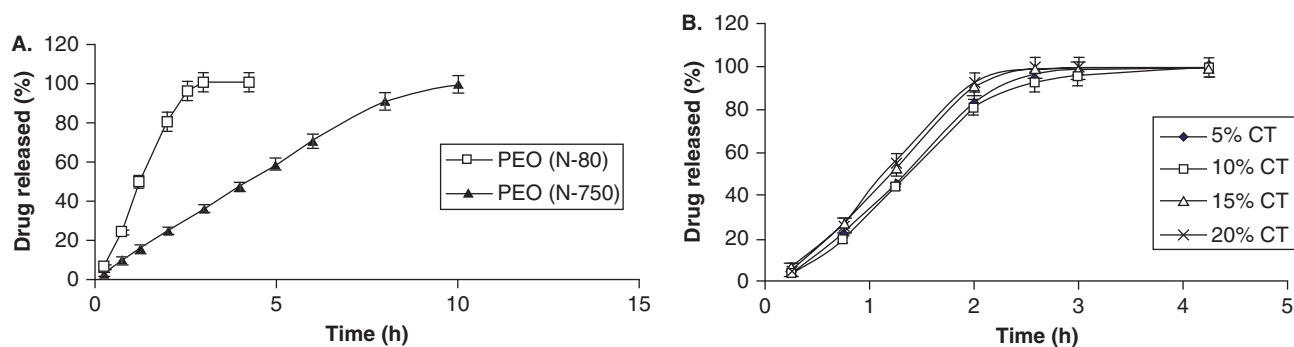 A.
Drug released (%)
120
100
80
60
40
20
0
0 5 10 15
Time (h)
PEO (N-80)
PEO (N-750)
B.
Drug released (%)
120
100
80
60
40
20
0
0 1 2 3 4 5
Time (h)
5% CT
10% CT
15% CT
20% CT